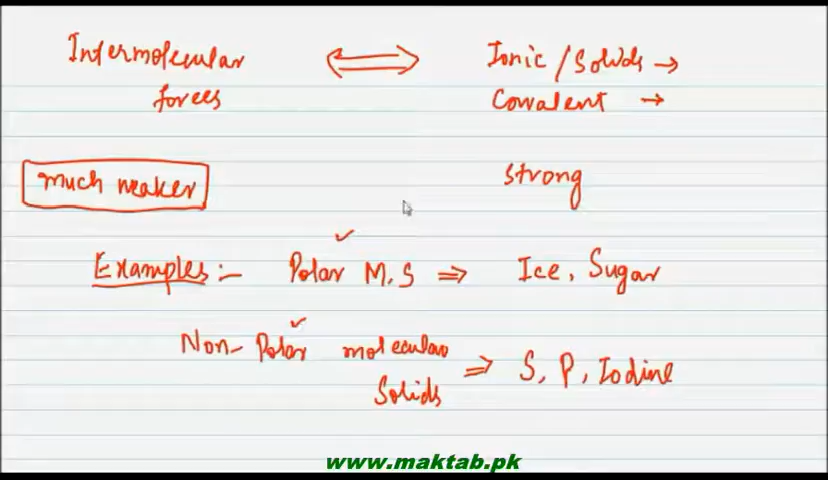 Intermolecular ⟺ Ionic / Solids →
forces Covalent →
much weaker strong
Examples :- Polar M.S ⇒ Ice, Sugar
Non-Polar molecular
Solids ⇒ S, P, Iodine
www.maktab.pk